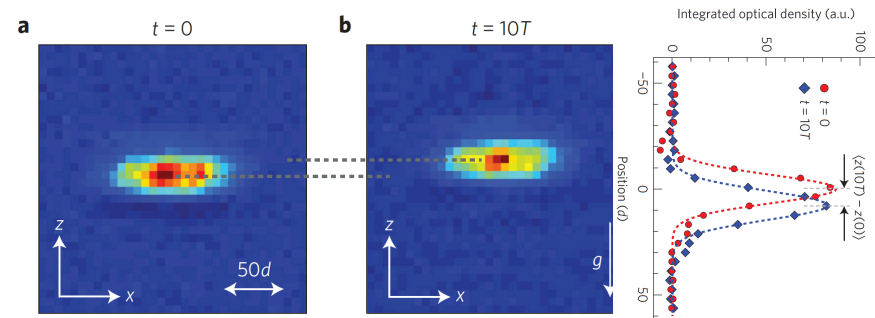 a
t = 0
b
t = 10T
z
x
50d
z
x
g
Integrated optical density (a.u.)
0
50
100
−50
0
50
Position (d)
t = 0
t = 10T
⟨z(10T) − z(0)⟩